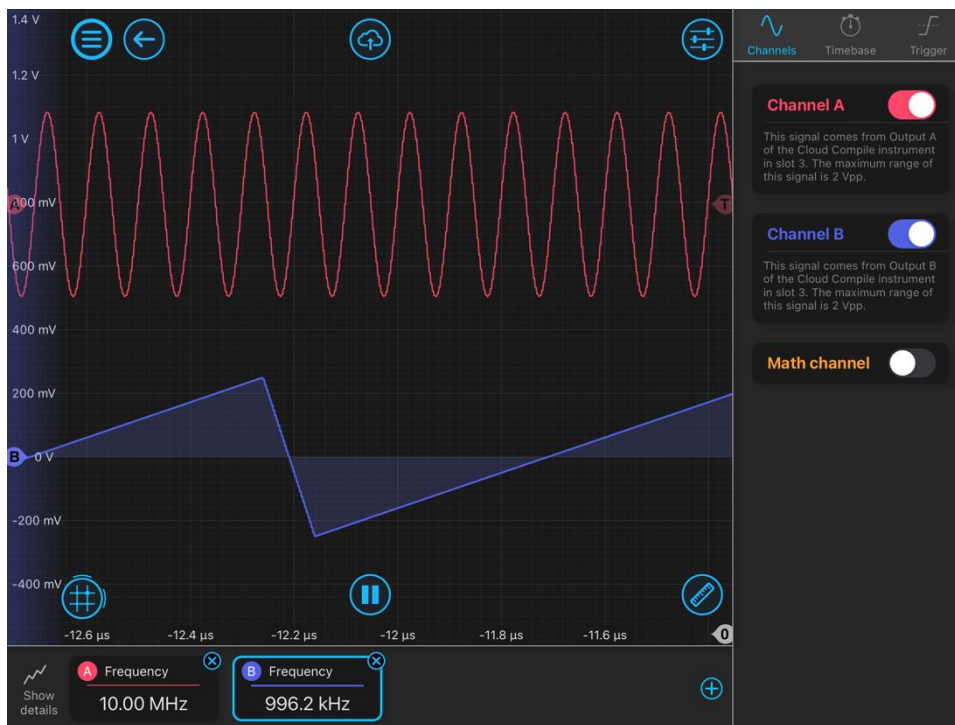 1.4 V
1.2 V
1 V
A
800 mV
T
600 mV
400 mV
200 mV
B
0 V
-200 mV
-400 mV
-12.6 µs
-12.4 µs
-12.2 µs
-12 µs
-11.8 µs
-11.6 µs
0
Channels
Timebase
Trigger
Channel A
This signal comes from Output A
of the Cloud Compile instrument
in slot 3. The maximum range of
this signal is 2 Vpp.
Channel B
This signal comes from Output B
of the Cloud Compile instrument
in slot 3. The maximum range of
this signal is 2 Vpp.
Math channel
Show
details
A Frequency
10.00 MHz
B Frequency
996.2 kHz